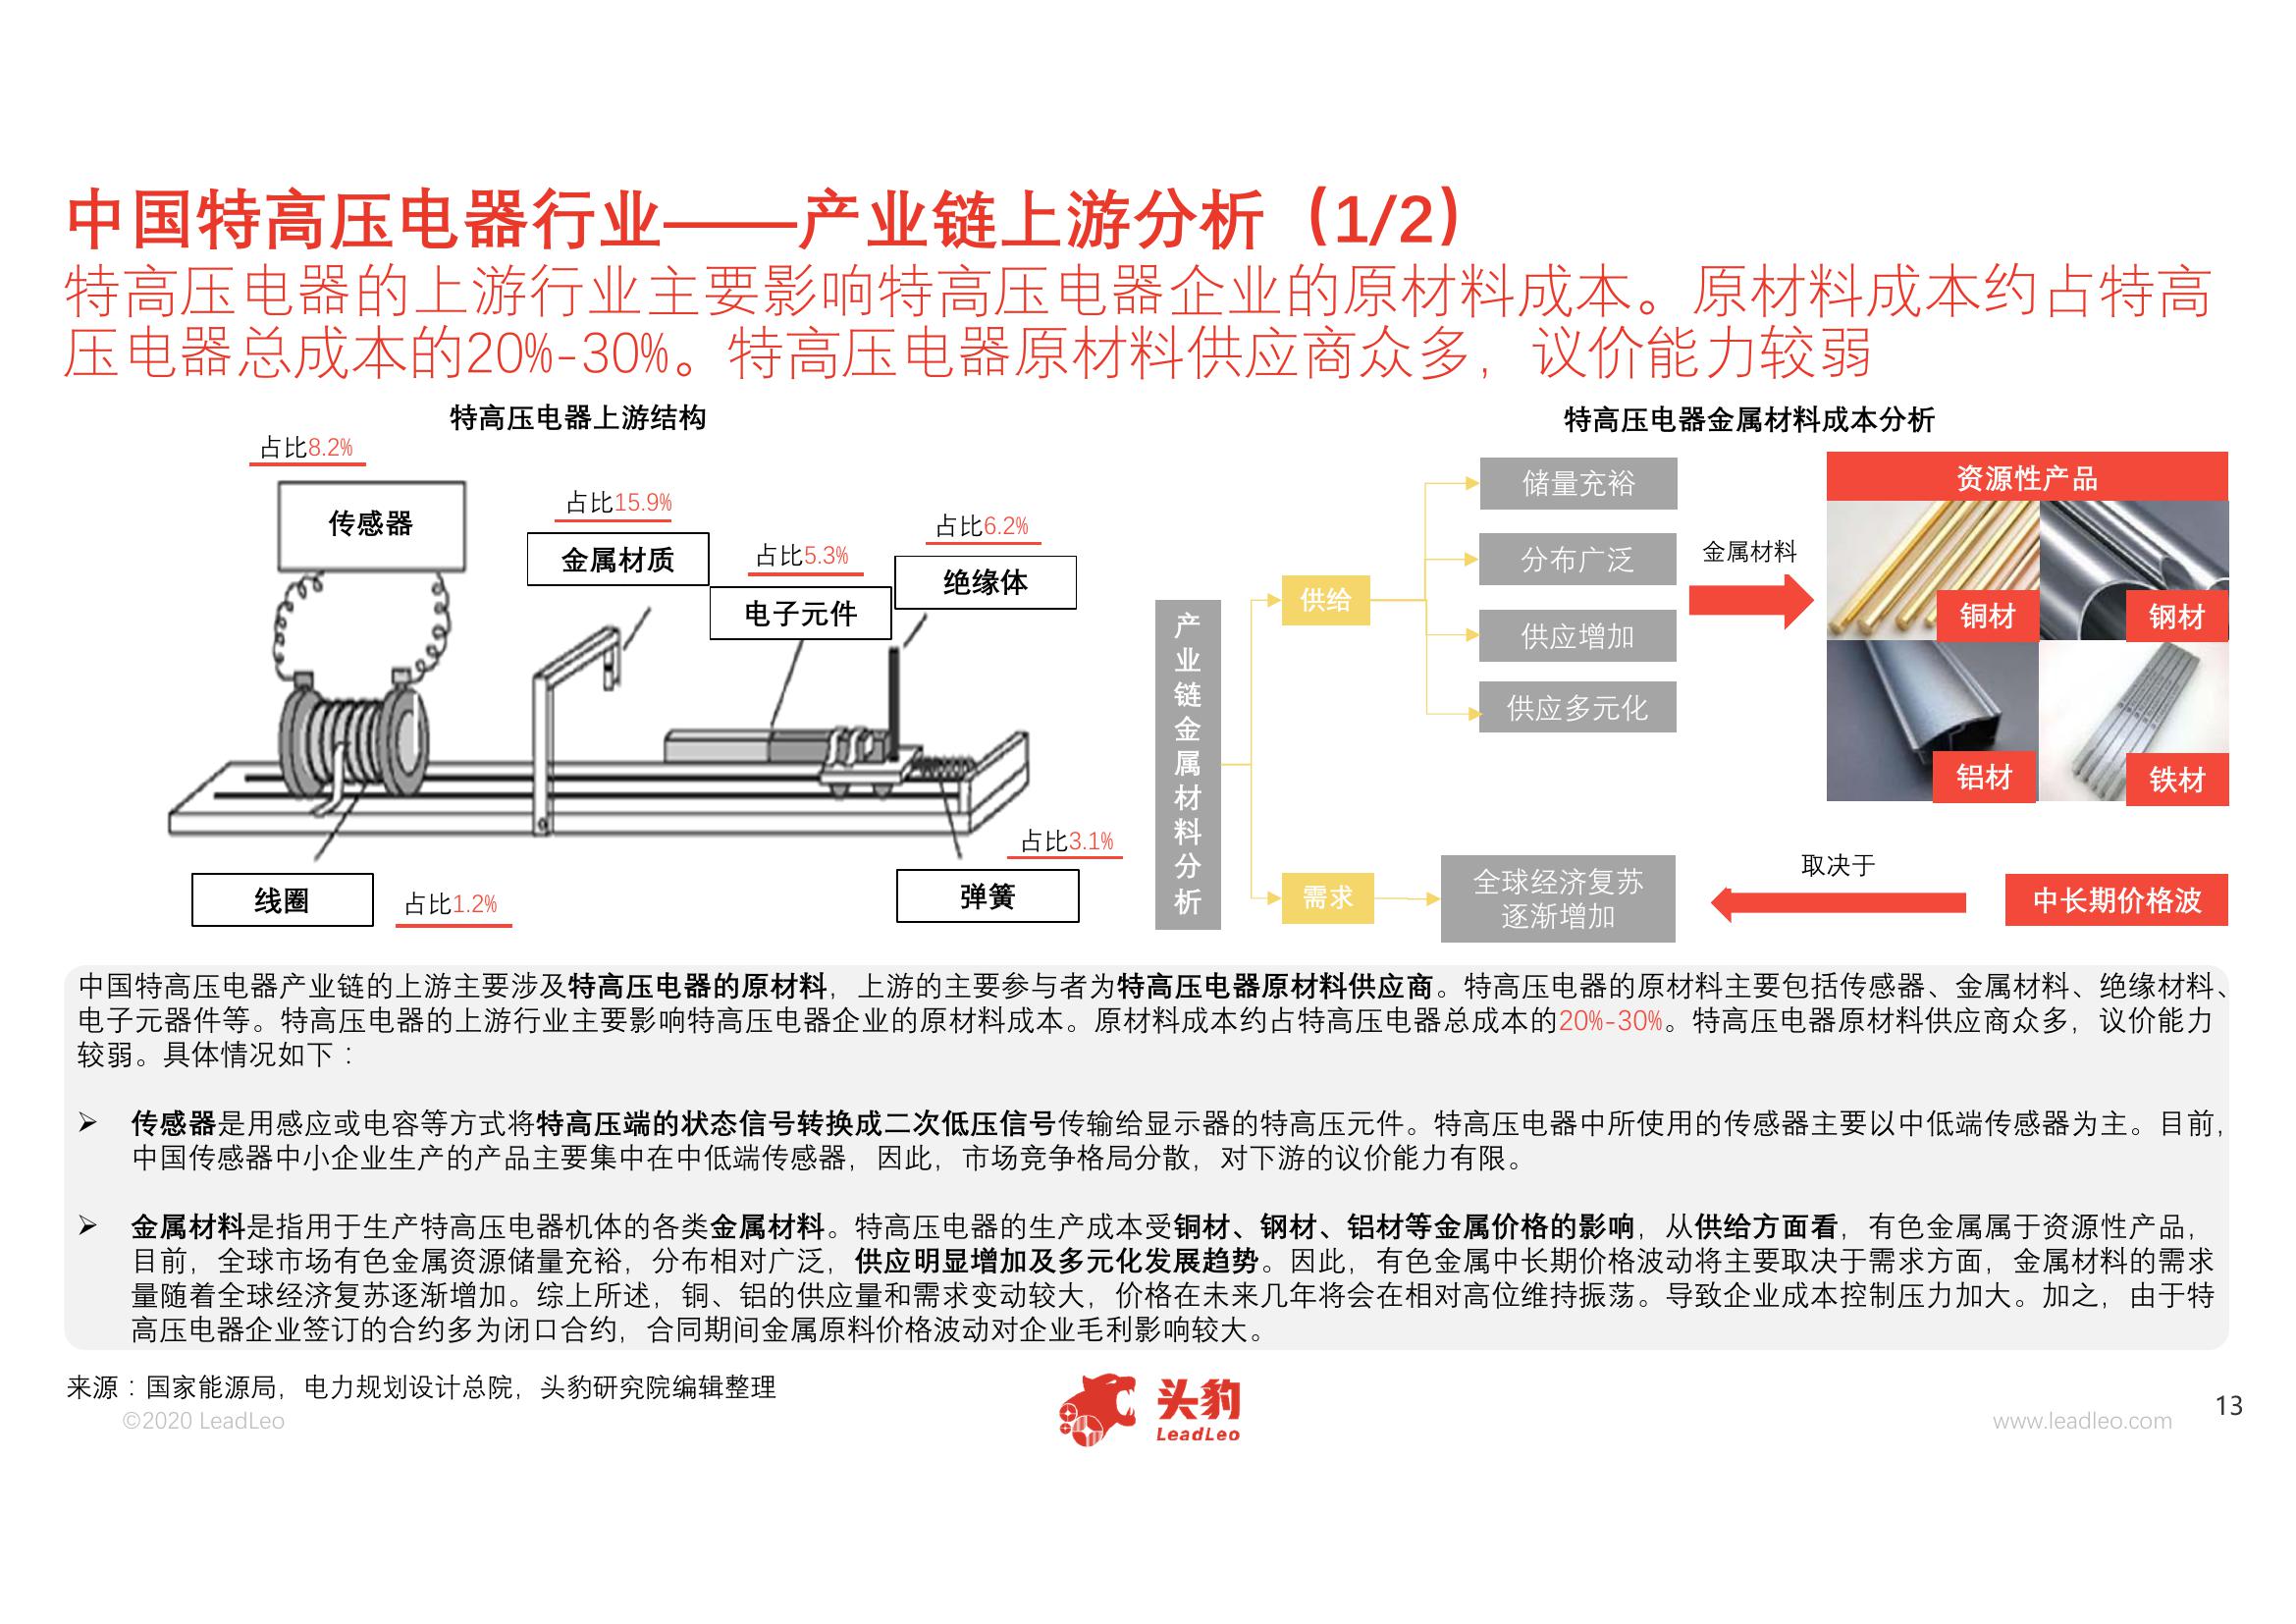 中国特高压电器行业——产业链上游分析（1/2）
特高压电器的上游行业主要影响特高压电器企业的原材料成本。原材料成本约占特高
压电器总成本的20%-30%。特高压电器原材料供应商众多，议价能力较弱
特高压电器上游结构
占比8.2%
传感器
占比15.9%
金属材质
占比5.3%
电子元件
占比6.2%
绝缘体
线圈
占比1.2%
占比3.1%
弹簧
特高压电器金属材料成本分析
产业链金属材料分析
供给
储量充裕
分布广泛
供应增加
供应多元化
金属材料
资源性产品
铜材
钢材
铝材
铁材
需求
全球经济复苏
逐渐增加
取决于
中长期价格波
中国特高压电器产业链的上游主要涉及特高压电器的原材料，上游的主要参与者为特高压电器原材料供应商。特高压电器的原材料主要包括传感器、金属材料、绝缘材料、
电子元器件等。特高压电器的上游行业主要影响特高压电器企业的原材料成本。原材料成本约占特高压电器总成本的20%-30%。特高压电器原材料供应商众多，议价能力
较弱。具体情况如下：
➢ 传感器是用感应或电容等方式将特高压端的状态信号转换成二次低压信号传输给显示器的特高压元件。特高压电器中所使用的传感器主要以中低端传感器为主。目前，
中国传感器中小企业生产的产品主要集中在中低端传感器，因此，市场竞争格局分散，对下游的议价能力有限。
➢ 金属材料是指用于生产特高压电器机体的各类金属材料。特高压电器的生产成本受铜材、钢材、铝材等金属价格的影响，从供给方面看，有色金属属于资源性产品，
目前，全球市场有色金属资源储量充裕，分布相对广泛，供应明显增加及多元化发展趋势。因此，有色金属中长期价格波动将主要取决于需求方面，金属材料的需求
量随着全球经济复苏逐渐增加。综上所述，铜、铝的供应量和需求变动较大，价格在未来几年将会在相对高位维持振荡。导致企业成本控制压力加大。加之，由于特
高压电器企业签订的合约多为闭口合约，合同期间金属原料价格波动对企业毛利影响较大。
来源：国家能源局，电力规划设计总院，头豹研究院编辑整理
©2020 LeadLeo
头豹
LeadLeo
www.leadleo.com
13